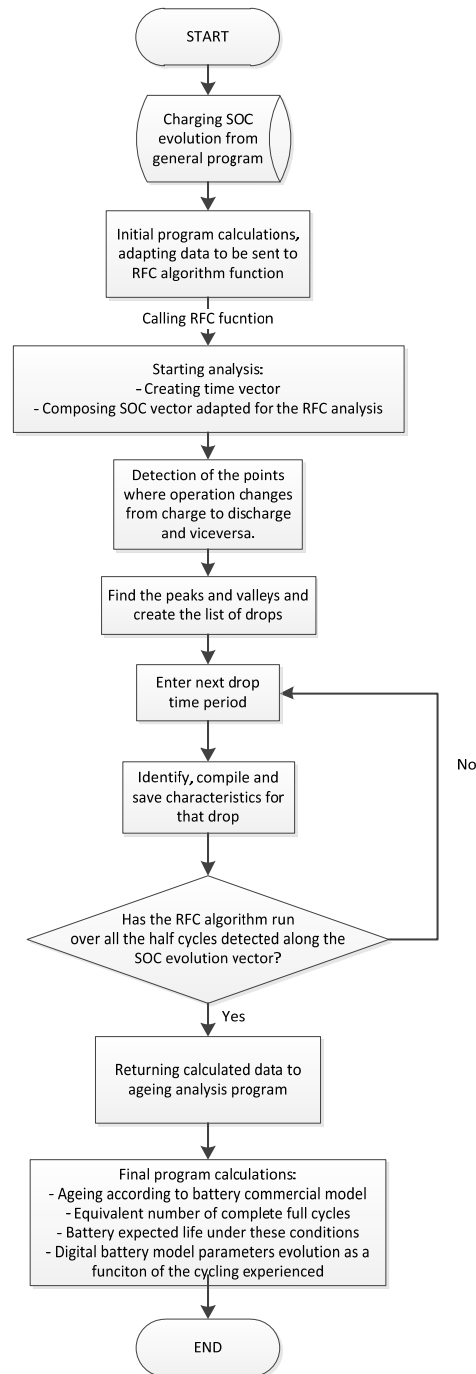 START
Charging SOC
evolution from
general program
Initial program calculations,
adapting data to be sent to
RFC algorithm function
Calling RFC fucntion
Starting analysis:
- Creating time vector
- Composing SOC vector adapted for the RFC analysis
Detection of the points
where operation changes
from charge to discharge
and viceversa.
Find the peaks and valleys and
create the list of drops
Enter next drop
time period
No
Identify, compile and
save characteristics for
that drop
Has the RFC algorithm run
over all the half cycles detected along the
SOC evolution vector?
Yes
Returning calculated data to
ageing analysis program
Final program calculations:
- Ageing according to battery commercial model
- Equivalent number of complete full cycles
- Battery expected life under these conditions
- Digital battery model parameters evolution as a
funciton of the cycling experienced
END